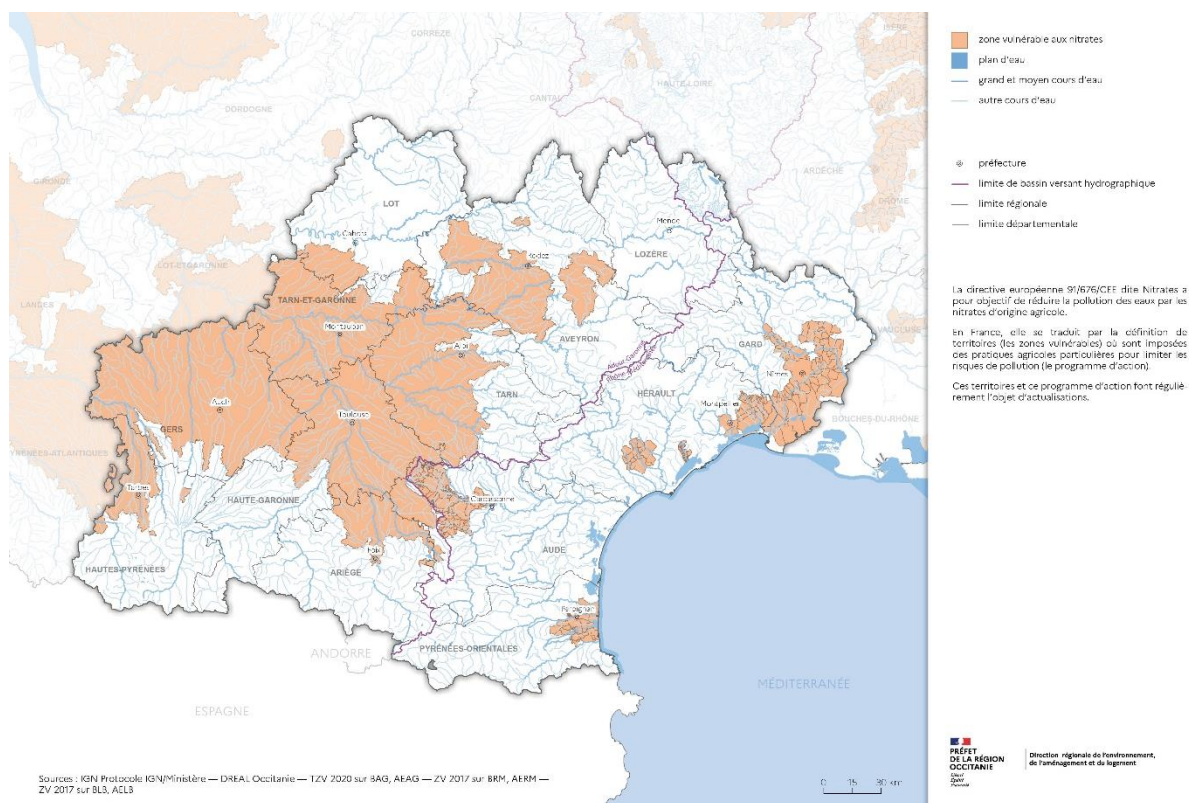 CORRÈZE
ISÈRE
HAUTE-LOIRE
CANTAL
DORDOGNE
ARDÈCHE
GIRONDE
DRÔME
LOT
Cahors
Mende
LOT-ET-GARONNE
Rodez
LOZÈRE
LANDES
TARN-ET-GARONNE
VAUCLUSE
Montauban
AVEYRON
GARD
Albi
Adour-Garonne
Rhône-Méditerranée
Nîmes
TARN
HÉRAULT
Auch
Montpellier
Toulouse
BOUCHES-DU-RHÔNE
GERS
PYRÉNÉES-ATLANTIQUES
Tarbes
HAUTE-GARONNE
Carcassonne
Foix
AUDE
HAUTES-PYRÉNÉES
ARIÈGE
Perpignan
ANDORRE
PYRÉNÉES-ORIENTALES
MÉDITERRANÉE
ESPAGNE
Sources : IGN Protocole IGN/Ministère — DREAL Occitanie — TZV 2020 sur BAG, AEAG — ZV 2017 sur BRM, AERM —
ZV 2017 sur BLB, AELB
0 15 30 km
zone vulnérable aux nitrates
plan d'eau
grand et moyen cours d'eau
autre cours d'eau
préfecture
limite de bassin versant hydrographique
limite régionale
limite départementale
La directive européenne 91/676/CEE dite Nitrates a
pour objectif de réduire la pollution des eaux par les
nitrates d'origine agricole.
En France, elle se traduit par la définition de
territoires (les zones vulnérables) où sont imposées
des pratiques agricoles particulières pour limiter les
risques de pollution (le programme d'action).
Ces territoires et ce programme d'action font réguliè-
rement l'objet d'actualisations.
PRÉFET
DE LA RÉGION
OCCITANIE
Liberté
Égalité
Fraternité
Direction régionale de l'environnement,
de l'aménagement et du logement